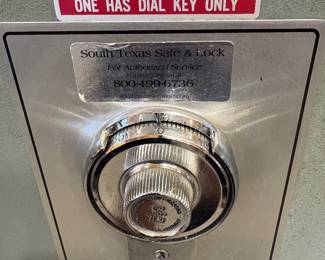 ONE HAS DIAL KEY ONLY
South Texas Safe & Lock
For Authorized Service
800-499-6736